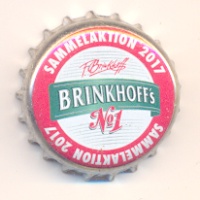 SAMMELAKTION 2017
F. Brinkhoff
BRINKHOFF'S
No1
SAMMELAKTION 2017